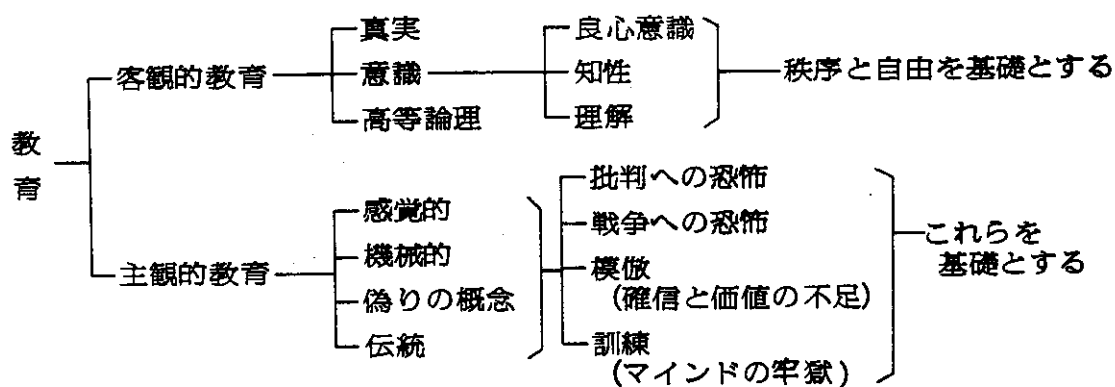 教育
客観的教育
真実
意識
高等論理
良心意識
知性
理解
秩序と自由を基礎とする
主観的教育
感覚的
機械的
偽りの概念
伝統
批判への恐怖
戦争への恐怖
模倣
(確信と価値の不足)
訓練
(マインドの牢獄)
これらを
基礎とする